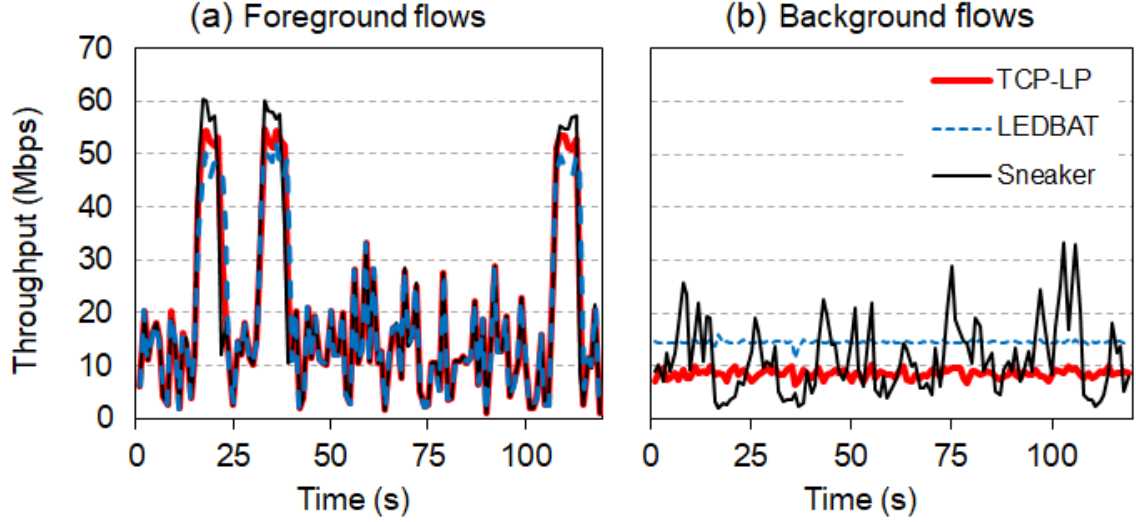 (a) Foreground flows
(b) Background flows
Throughput (Mbps)
70
60
50
40
30
20
10
0
0 25 50 75 100
Time (s)
TCP-LP
LEDBAT
Sneaker
0 25 50 75 100
Time (s)